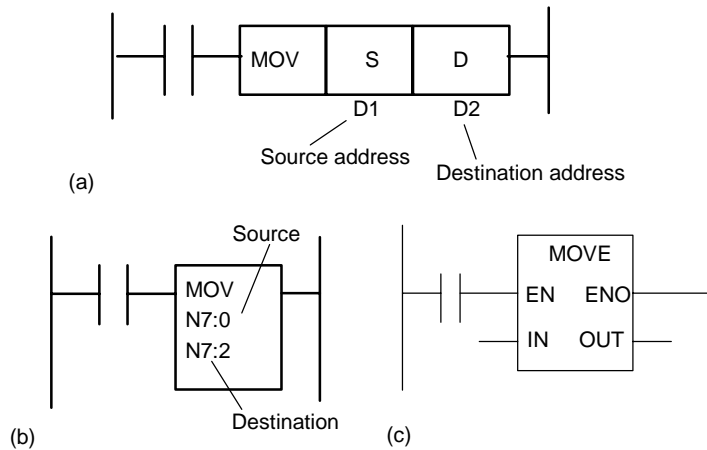 MOV S D
D1 D2
Source address
Destination address
(a)
Source
MOV
N7:0
N7:2
Destination
(b)
MOVE
EN ENO
IN OUT
(c)